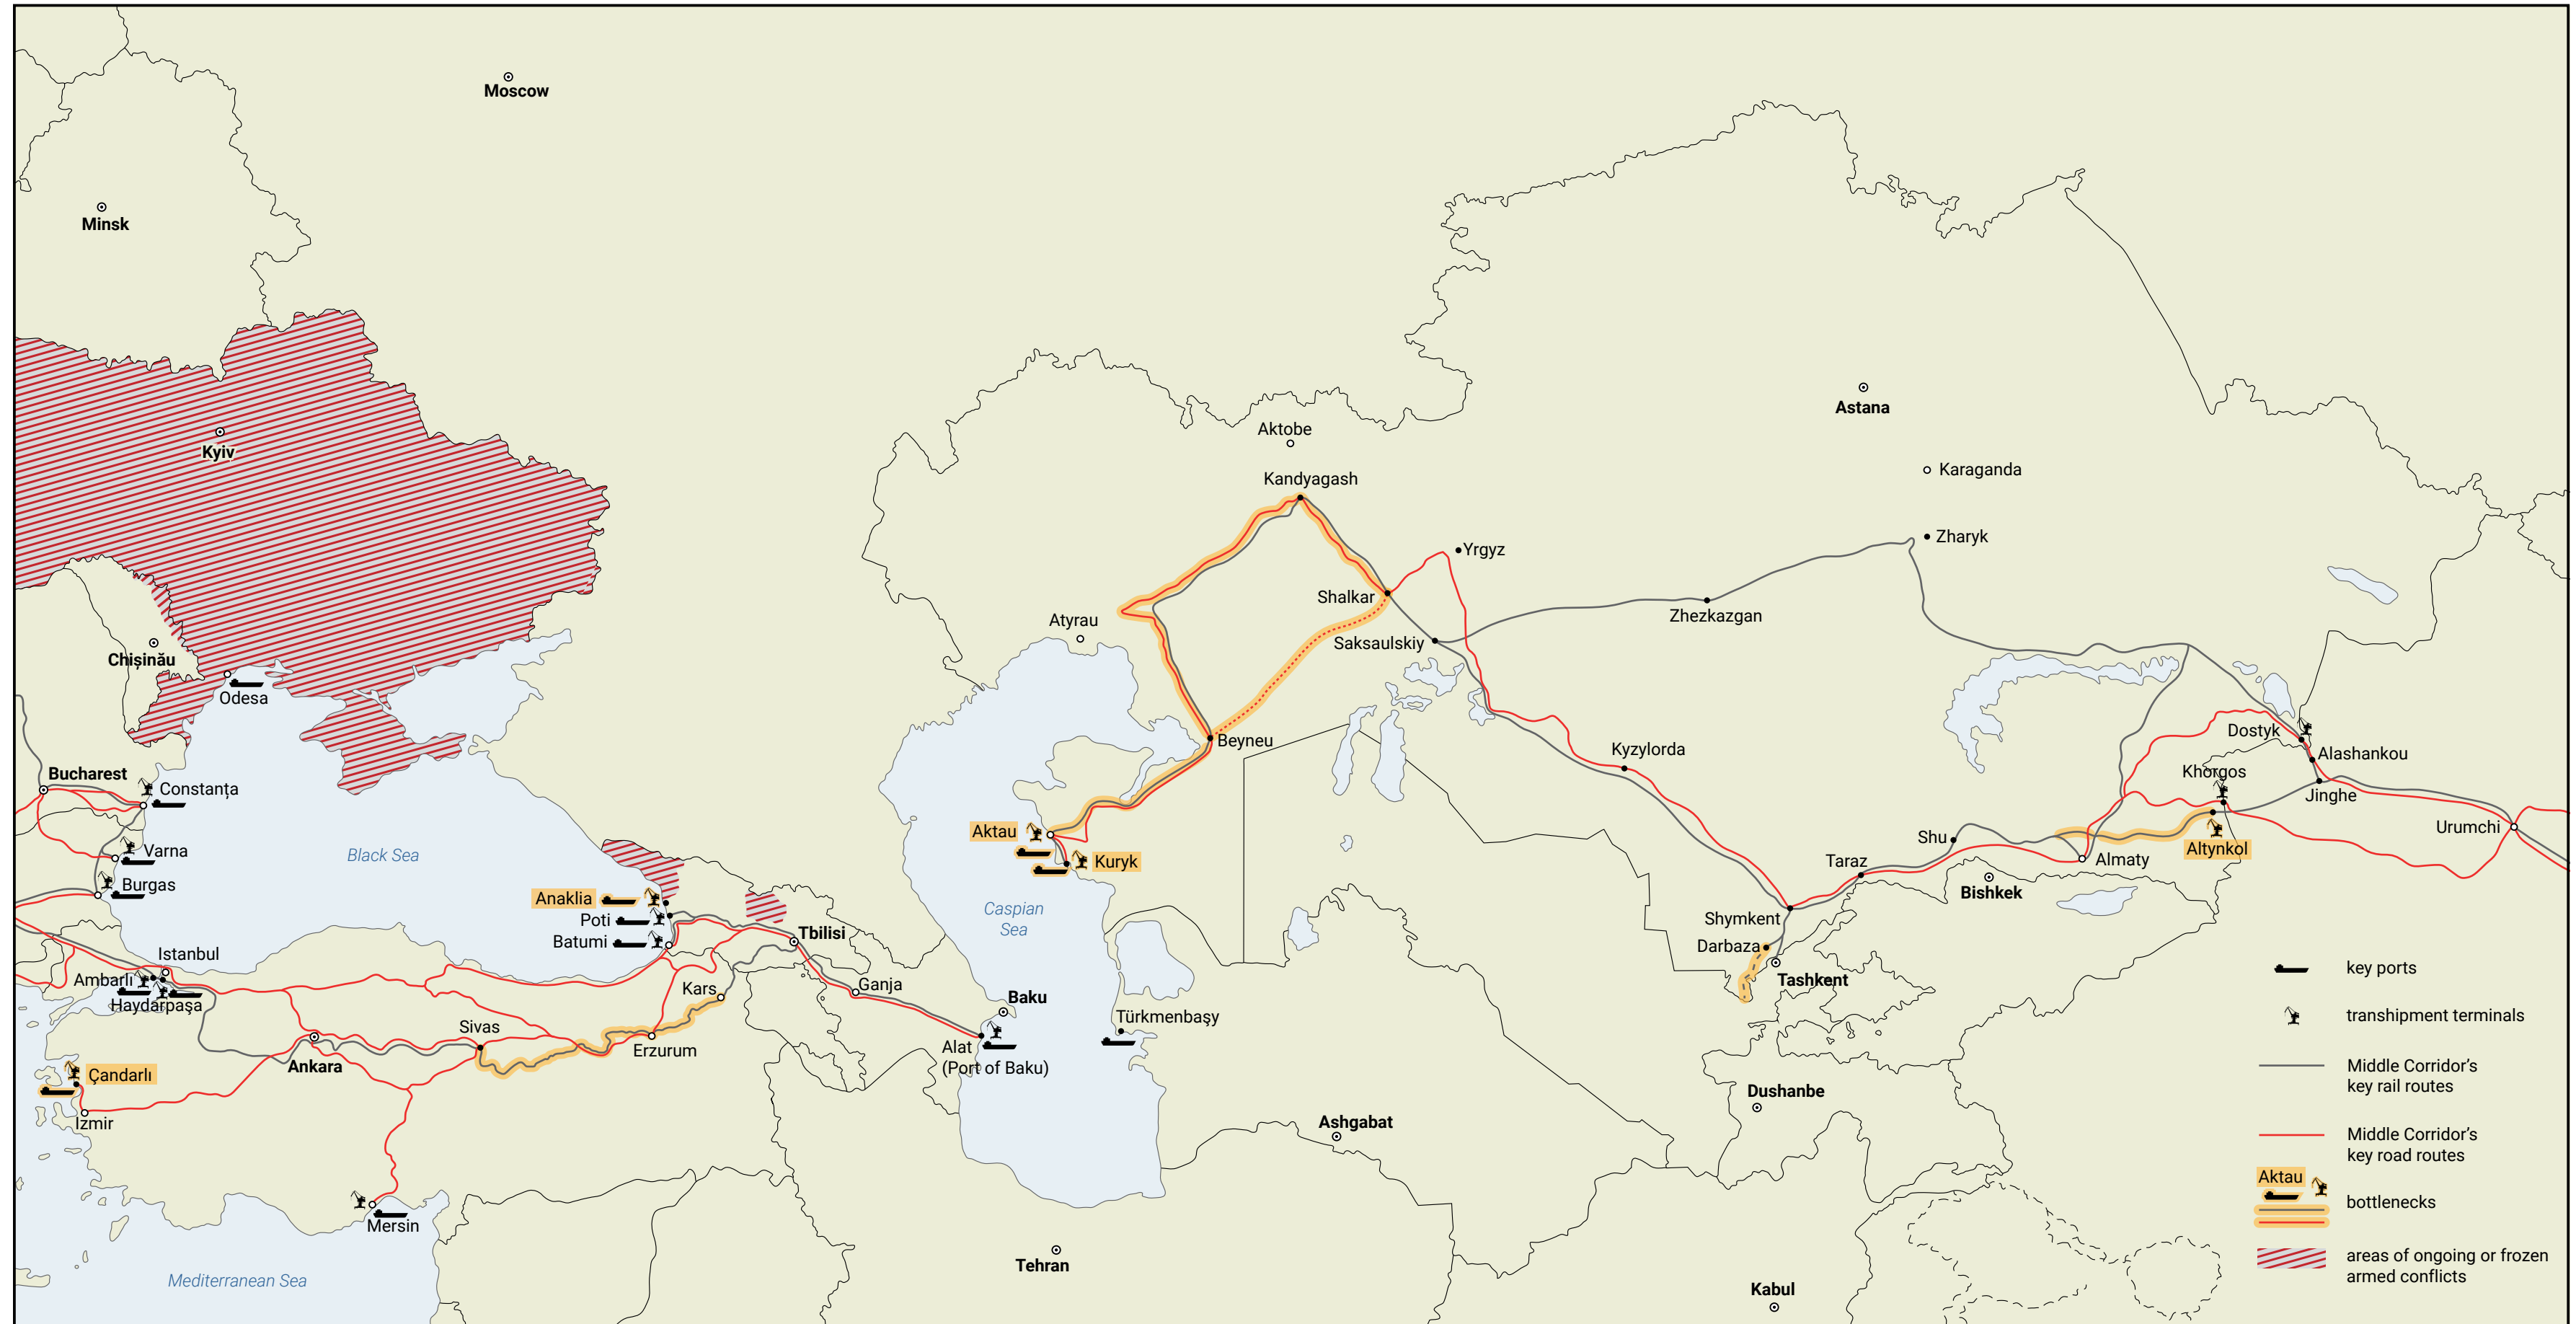 Moscow
Minsk
Astana
Aktobe
Kyiv
Karaganda
Kandyagash
Zharyk
Yrgyz
Shalkar
Zhezkazgan
Atyrau
Saksaulskiy
Chișinău
Odesa
Dostyk
Beyneu
Kyzylorda
Alashankou
Bucharest
Khorgos
Constanța
Jinghe
Aktau
Urumchi
Shu
Varna
Black Sea
Altynkol
Kuryk
Almaty
Taraz
Burgas
Bishkek
Anaklia
Caspian
Sea
Poti
Shymkent
Tbilisi
Batumi
Darbaza
Istanbul
key ports
Ambarlı
Tashkent
Ganja
Kars
Baku
Haydarpaşa
Türkmenbaşy
transhipment terminals
Sivas
Alat
(Port of Baku)
Erzurum
Ankara
Middle Corridor's
key rail routes
Çandarlı
Dushanbe
Izmir
Ashgabat
Middle Corridor's
key road routes
Aktau
bottlenecks
Mersin
Tehran
areas of ongoing or frozen
armed conflicts
Mediterranean Sea
Kabul